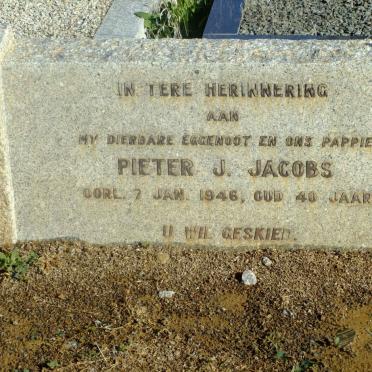 IN TERE HERINNERING
AAN
MY DIERBARE EGGENOOT EN ONS PAPPIE
PIETER J. JACOBS
OORL. 7 JAN. 1946, OUD 40 JAAR
U WIL GESKIED.